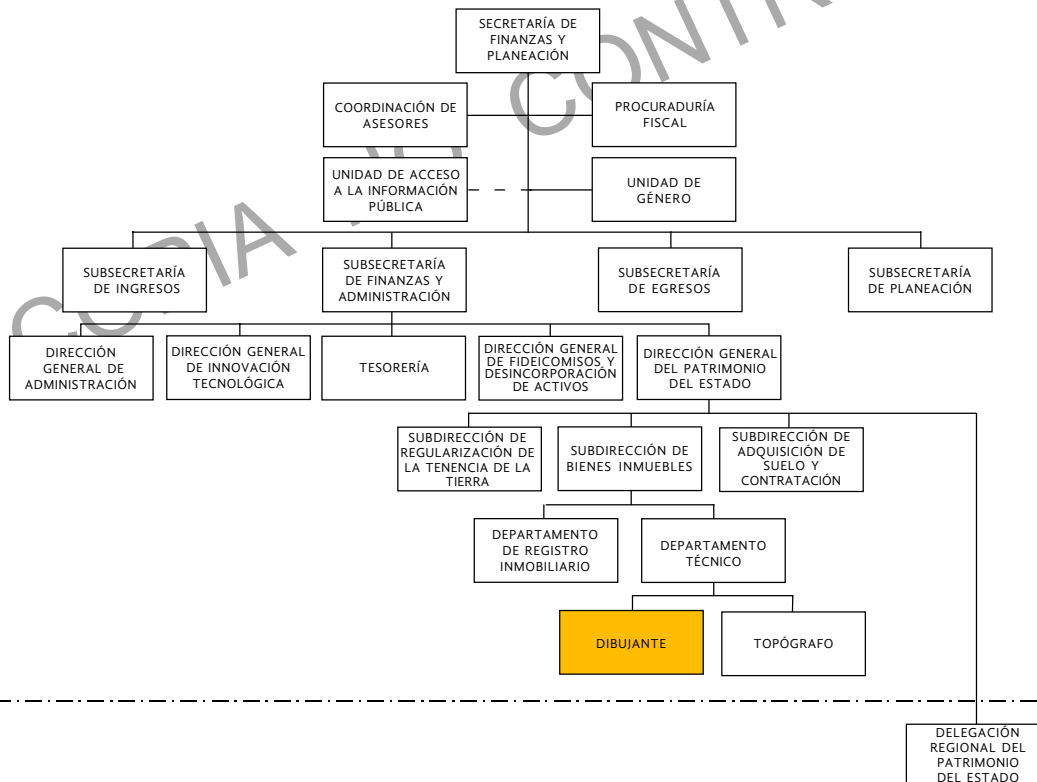 SECRETARÍA DE
FINANZAS Y
PLANEACIÓN
COORDINACIÓN DE
ASESORES
PROCURADURÍA
FISCAL
UNIDAD DE ACCESO
A LA INFORMACIÓN
PÚBLICA
UNIDAD DE
GÉNERO
SUBSECRETARÍA
DE INGRESOS
SUBSECRETARÍA
DE FINANZAS Y
ADMINISTRACIÓN
SUBSECRETARÍA
DE EGRESOS
SUBSECRETARÍA
DE PLANEACIÓN
DIRECCIÓN
GENERAL DE
ADMINISTRACIÓN
DIRECCIÓN GENERAL
DE INNOVACIÓN
TECNOLÓGICA
TESORERÍA
DIRECCIÓN GENERAL
DE FIDEICOMISOS Y
DESINCORPORACIÓN
DE ACTIVOS
DIRECCIÓN GENERAL
DEL PATRIMONIO
DEL ESTADO
SUBDIRECCIÓN DE
REGULARIZACIÓN DE
LA TENENCIA DE LA
TIERRA
SUBDIRECCIÓN DE
BIENES INMUEBLES
SUBDIRECCIÓN DE
ADQUISICIÓN DE
SUELO Y
CONTRATACIÓN
DEPARTAMENTO
DE REGISTRO
INMOBILIARIO
DEPARTAMENTO
TÉCNICO
DIBUJANTE
TOPÓGRAFO
DELEGACIÓN
REGIONAL DEL
PATRIMONIO
DEL ESTADO